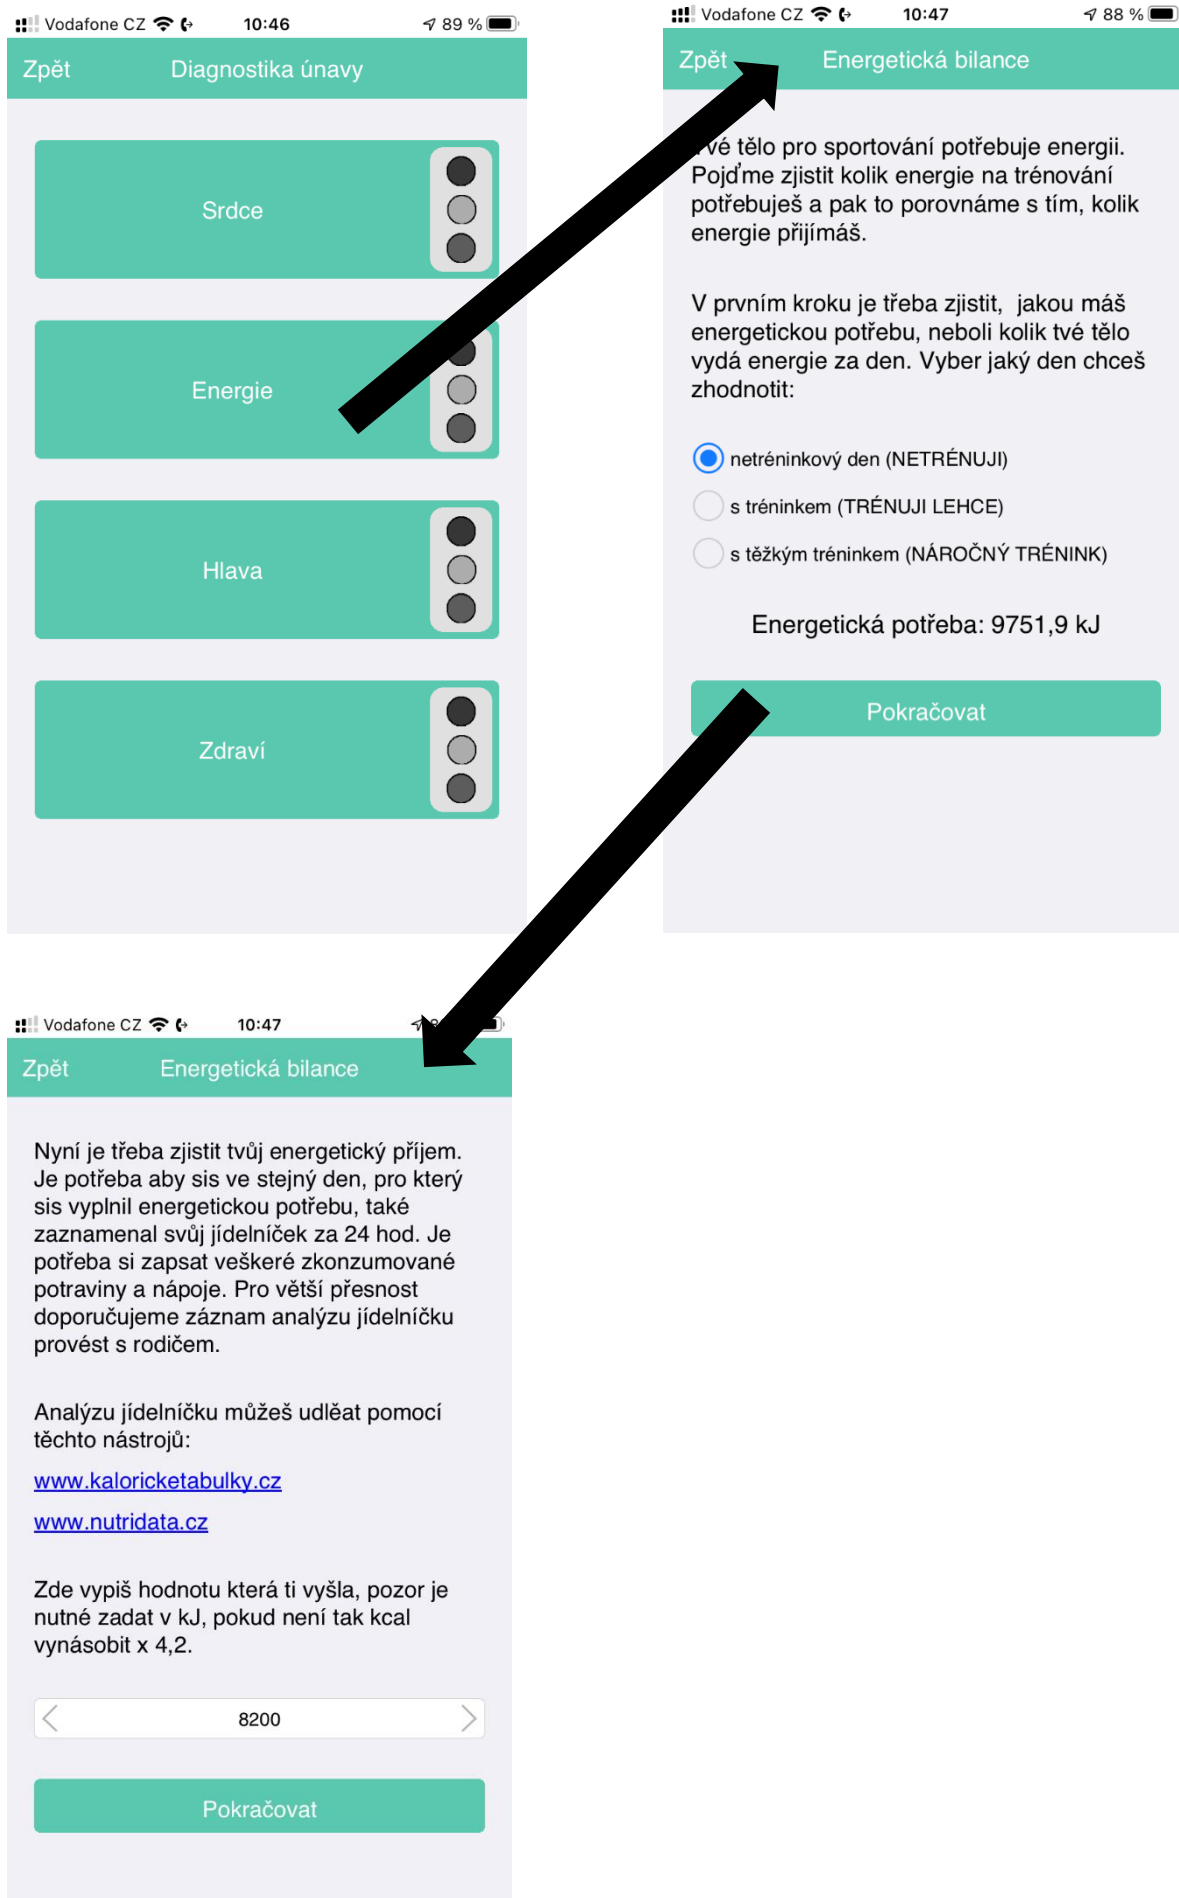 Vodafone CZ 10:46 89 %
Zpět Diagnostika únavy
Srdce
Energie
Hlava
Zdraví
Vodafone CZ 10:47 88 %
Zpět Energetická bilance
vé tělo pro sportování potřebuje energii.
Pojďme zjistit kolik energie na trénování
potřebuješ a pak to porovnáme s tím, kolik
energie přijímáš.
V prvním kroku je třeba zjistit, jakou máš
energetickou potřebu, neboli kolik tvé tělo
vydá energie za den. Vyber jaký den chceš
zhodnotit:
netréninkový den (NETRÉNUJI)
s tréninkem (TRÉNUJI LEHCE)
s těžkým tréninkem (NÁROČNÝ TRÉNINK)
Energetická potřeba: 9751,9 kJ
Pokračovat
Vodafone CZ 10:47
Zpět Energetická bilance
Nyní je třeba zjistit tvůj energetický příjem.
Je potřeba aby sis ve stejný den, pro který
sis vyplnil energetickou potřebu, také
zaznamenal svůj jídelníček za 24 hod. Je
potřeba si zapsat veškeré zkonzumované
potraviny a nápoje. Pro větší přesnost
doporučujeme záznam analýzu jídelníčku
provést s rodičem.
Analýzu jídelníčku můžeš udlěat pomocí
těchto nástrojů:
www.kaloricketabulky.cz
www.nutridata.cz
Zde vypiš hodnotu která ti vyšla, pozor je
nutné zadat v kJ, pokud není tak kcal
vynásobit x 4,2.
8200
Pokračovat